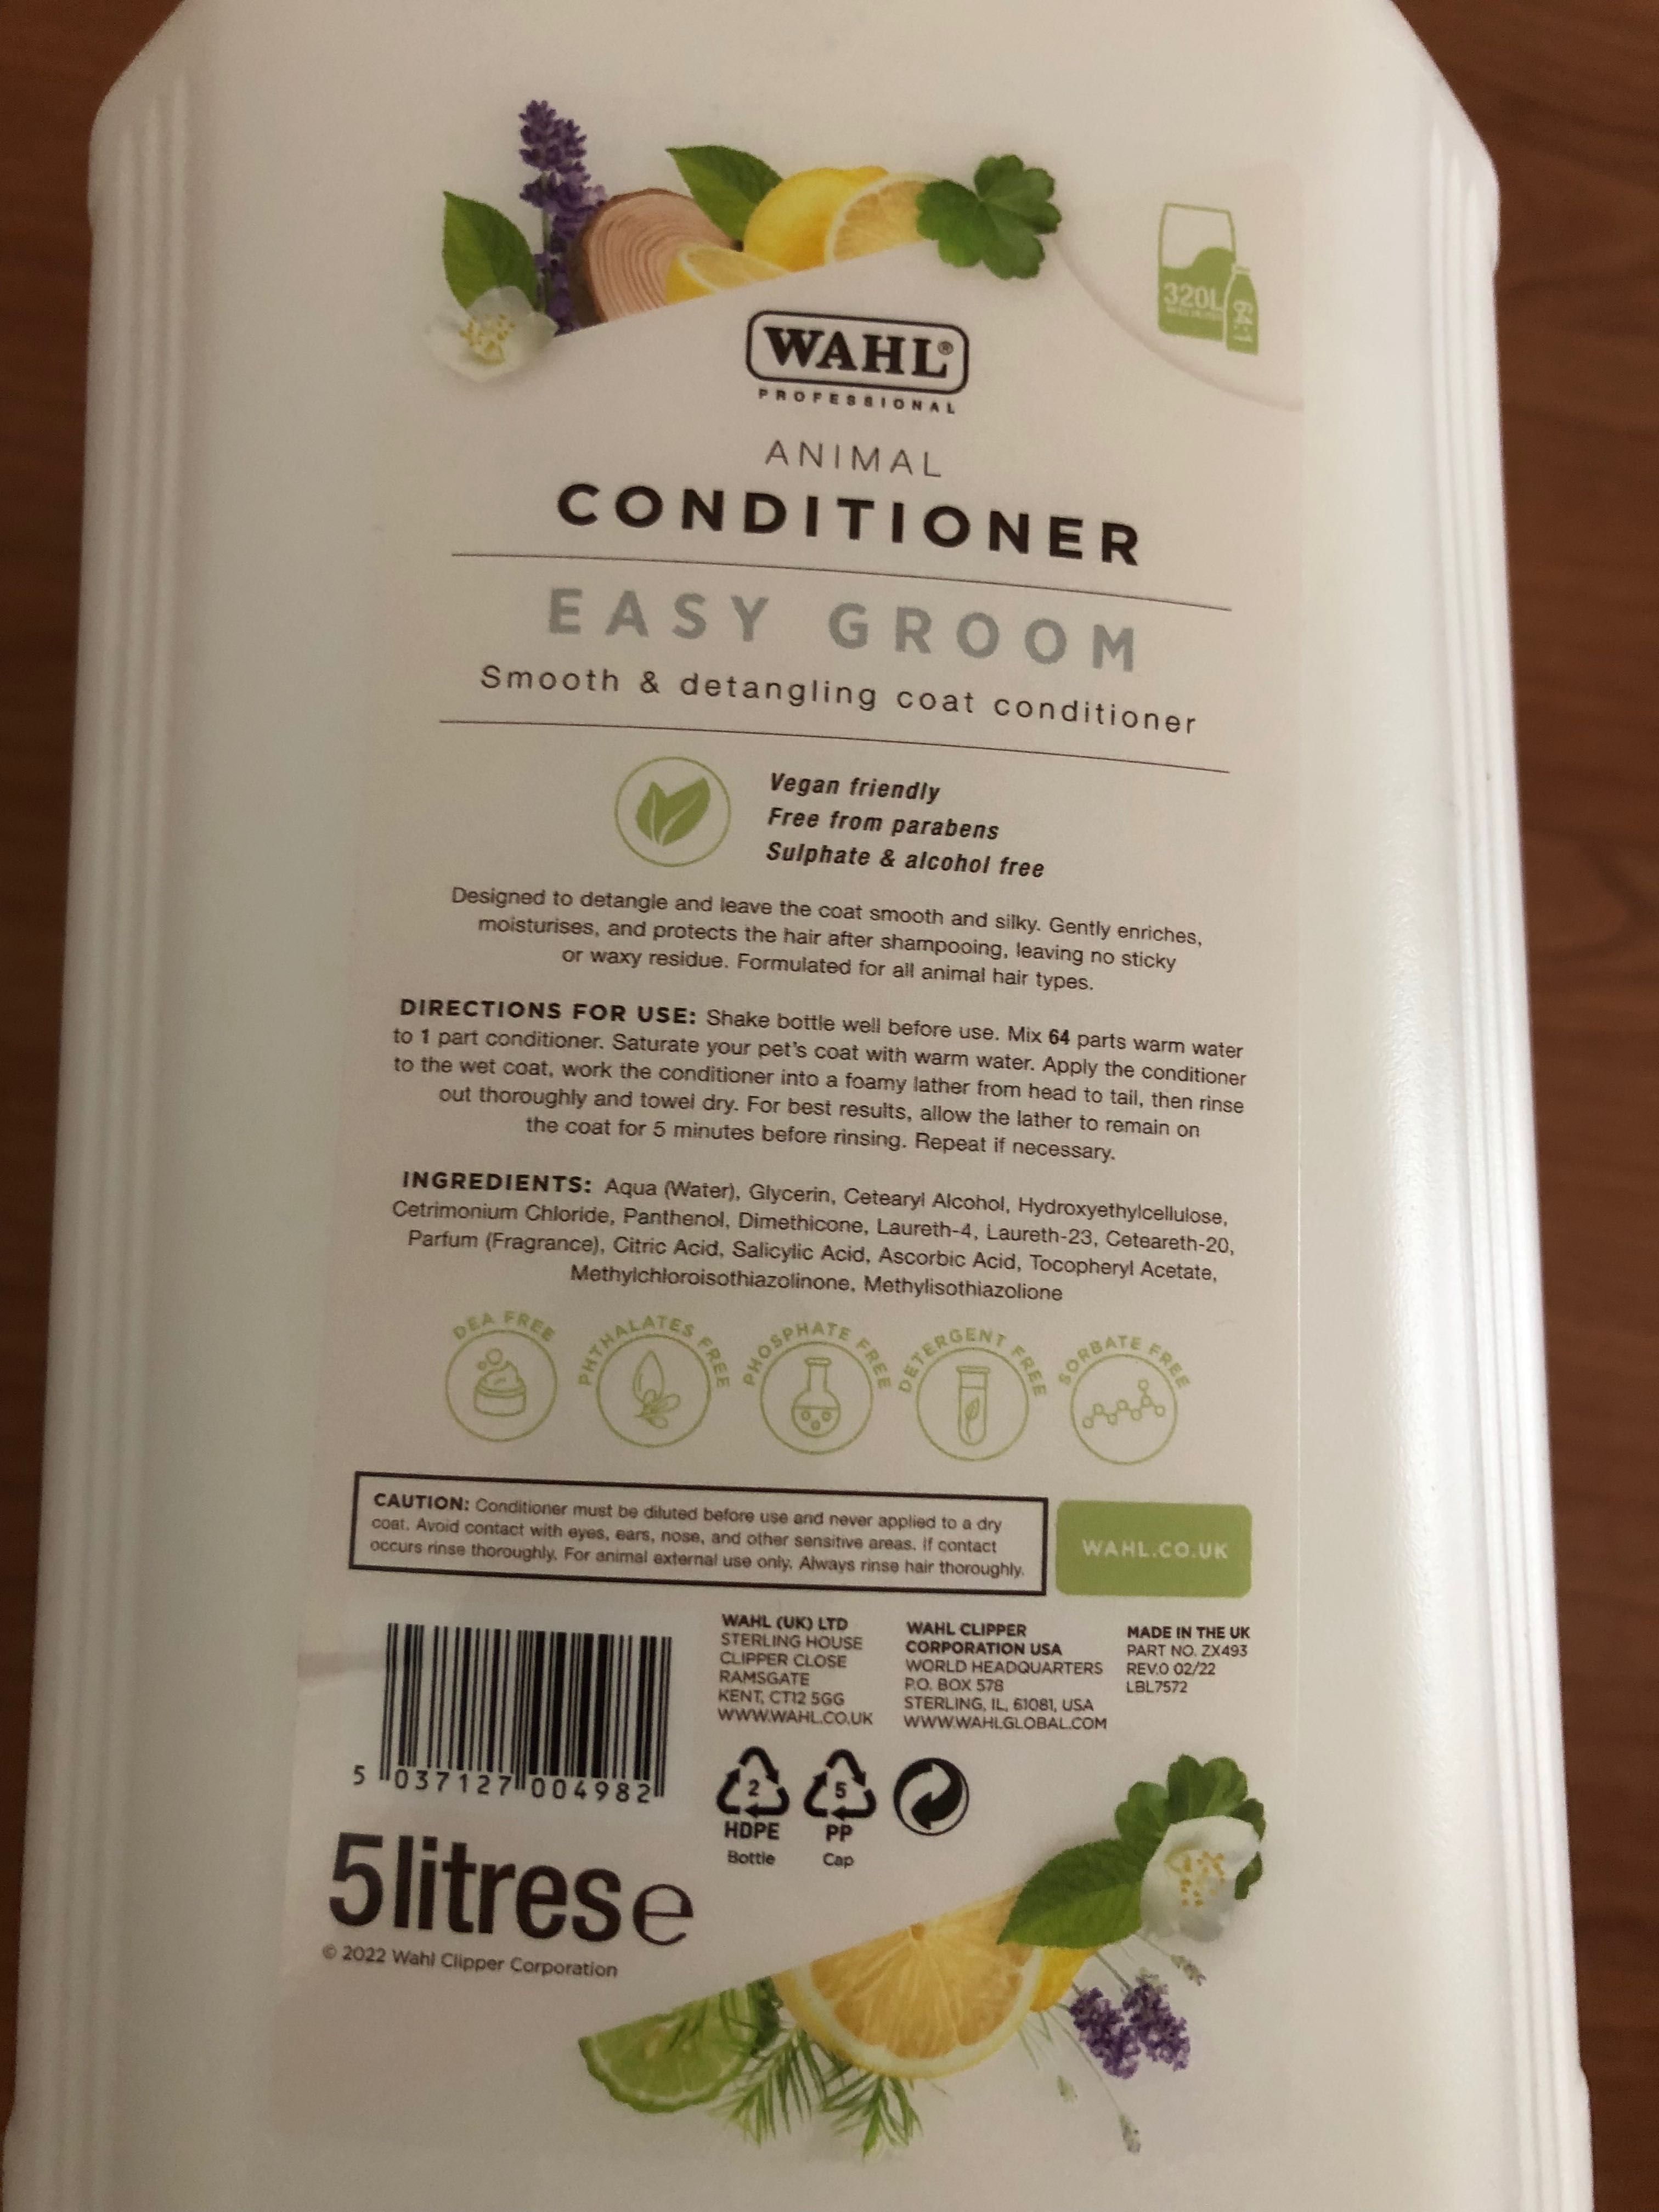 320L
64:1
WAHL®
PROFESSIONAL
ANIMAL
CONDITIONER
EASY GROOM
Smooth & detangling coat conditioner
Vegan friendly
Free from parabens
Sulphate & alcohol free
Designed to detangle and leave the coat smooth and silky. Gently enriches,
moisturises, and protects the hair after shampooing, leaving no sticky
or waxy residue. Formulated for all animal hair types.
DIRECTIONS FOR USE: Shake bottle well before use. Mix 64 parts warm water
to 1 part conditioner. Saturate your pet's coat with warm water. Apply the conditioner
to the wet coat, work the conditioner into a foamy lather from head to tail, then rinse
out thoroughly and towel dry. For best results, allow the lather to remain on
the coat for 5 minutes before rinsing. Repeat if necessary.
INGREDIENTS: Aqua (Water), Glycerin, Cetearyl Alcohol, Hydroxyethylcellulose,
Cetrimonium Chloride, Panthenol, Dimethicone, Laureth-4, Laureth-23, Ceteareth-20,
Parfum (Fragrance), Citric Acid, Salicylic Acid, Ascorbic Acid, Tocopheryl Acetate,
Methylchloroisothiazolinone, Methylisothiazolione
DEA FREE
PHTHALATES FREE
PHOSPHATE FREE
DETERGENT FREE
SORBATE FREE
CAUTION: Conditioner must be diluted before use and never applied to a dry
coat. Avoid contact with eyes, ears, nose, and other sensitive areas. If contact
occurs rinse thoroughly. For animal external use only. Always rinse hair thoroughly.
WAHL.CO.UK
WAHL (UK) LTD
STERLING HOUSE
CLIPPER CLOSE
RAMSGATE
KENT, CT12 5GG
WWW.WAHL.CO.UK
WAHL CLIPPER
CORPORATION USA
WORLD HEADQUARTERS
P.O. BOX 578
STERLING, IL, 61081, USA
WWW.WAHLGLOBAL.COM
MADE IN THE UK
PART NO. ZX493
REV.0 02/22
LBL7572
5 037127 004982
2
HDPE
Bottle
5
PP
Cap
5litres e
© 2022 Wahl Clipper Corporation